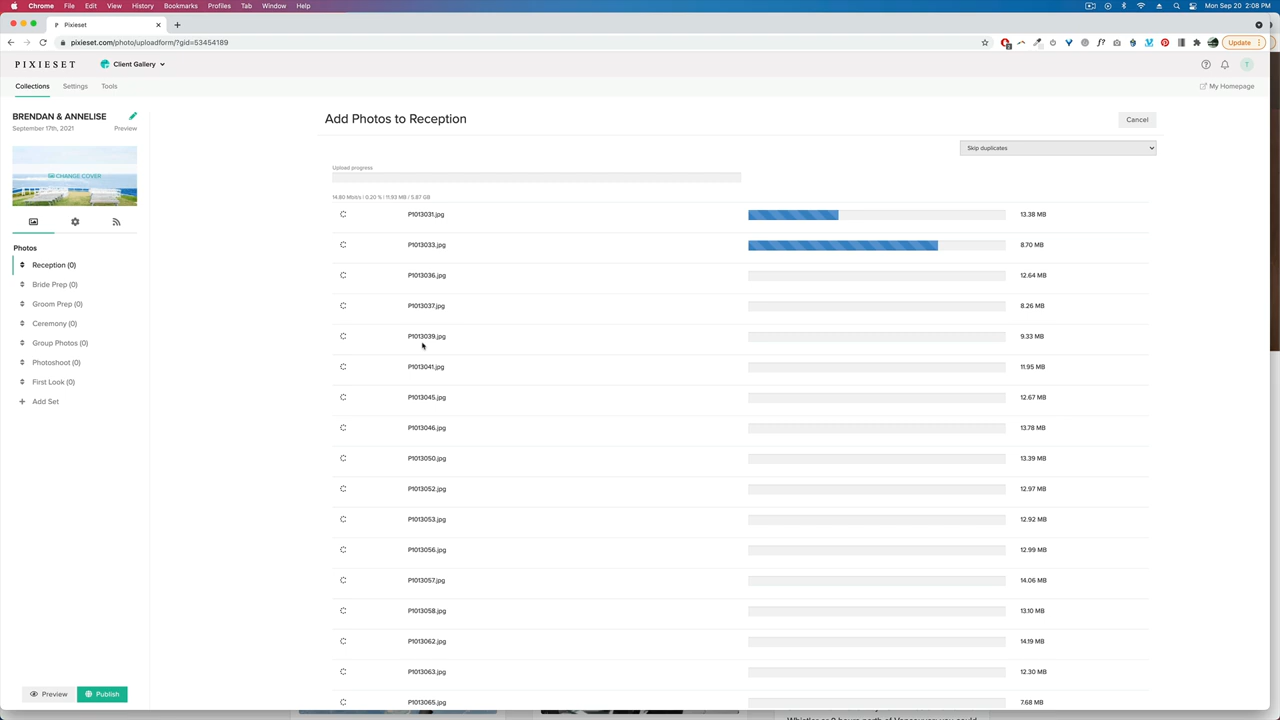 Chrome File Edit View History Bookmarks Profiles Tab Window Help Mon Sep 20 2:08 PM
P Pixieset
pixieset.com/photo/uploadform/?gid=53454189 Update
PIXIESET Client Gallery T
Collections Settings Tools My Homepage
BRENDAN & ANNELISE
September 17th, 2021 Preview
CHANGE COVER
Photos
Reception (0)
Bride Prep (0)
Groom Prep (0)
Ceremony (0)
Group Photos (0)
Photoshoot (0)
First Look (0)
Add Set
Preview Publish
Add Photos to Reception Cancel
Skip duplicates
Upload progress
14.80 Mbit/s | 0.20 % | 11.93 MB / 5.87 GB
P1013031.jpg 13.38 MB
P1013033.jpg 8.70 MB
P1013036.jpg 12.64 MB
P1013037.jpg 8.26 MB
P1013039.jpg 9.33 MB
P1013041.jpg 11.95 MB
P1013045.jpg 12.67 MB
P1013046.jpg 13.78 MB
P1013050.jpg 13.39 MB
P1013052.jpg 12.97 MB
P1013053.jpg 12.92 MB
P1013056.jpg 12.99 MB
P1013057.jpg 14.06 MB
P1013058.jpg 13.10 MB
P1013062.jpg 14.19 MB
P1013063.jpg 12.30 MB
P1013065.jpg 7.68 MB